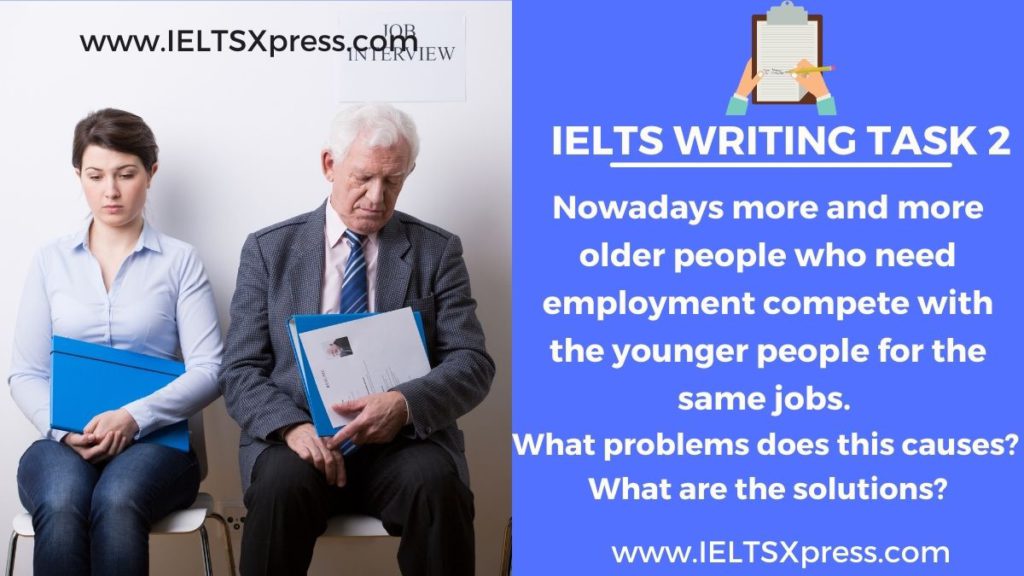 www.IELTSXpress.com
JOB
INTERVIEW
IELTS WRITING TASK 2
Nowadays more and more
older people who need
employment compete with
the younger people for the
same jobs.
What problems does this causes?
What are the solutions?
www.IELTSXpress.com